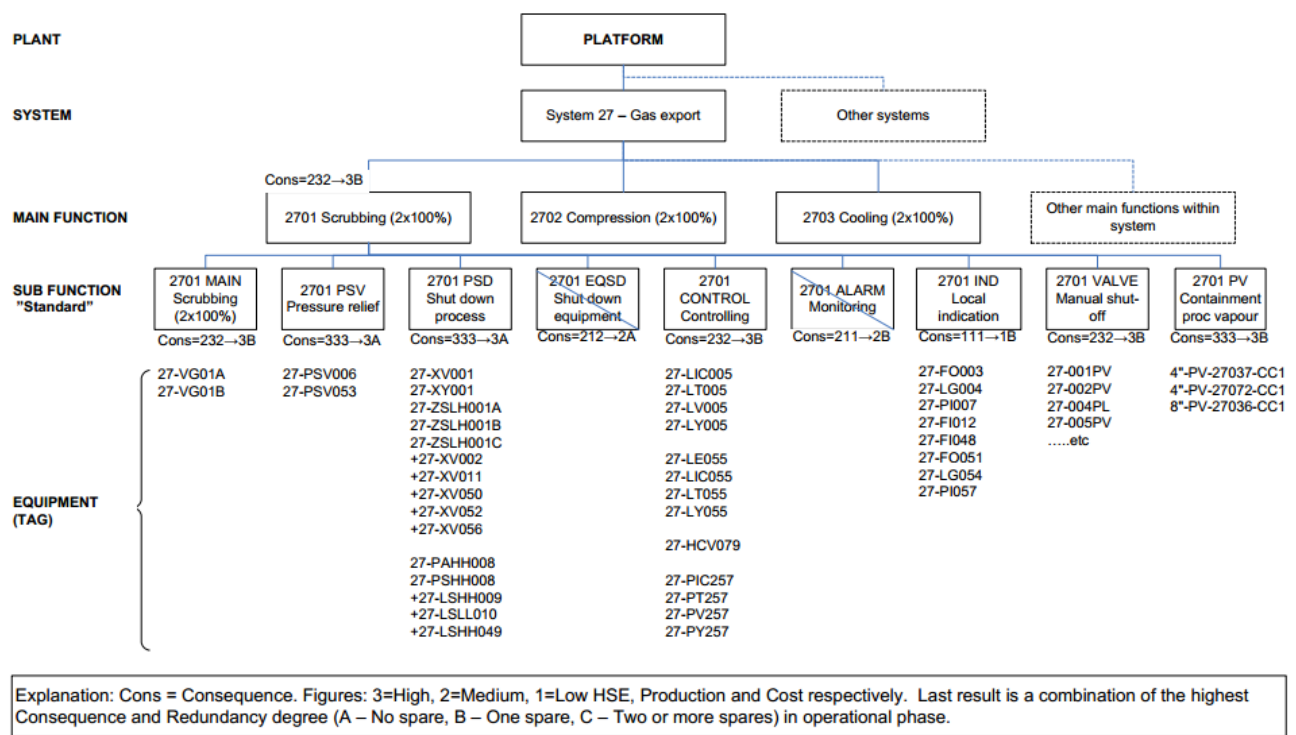 PLANT
PLATFORM
SYSTEM
System 27 – Gas export
Other systems
Cons=232→3B
MAIN FUNCTION
2701 Scrubbing (2x100%)
2702 Compression (2x100%)
2703 Cooling (2x100%)
Other main functions within
system
SUB FUNCTION
"Standard"
2701 MAIN
Scrubbing
(2x100%)
Cons=232→3B
2701 PSV
Pressure relief
Cons=333→3A
2701 PSD
Shut down
process
Cons=333→3A
2701 EQSD
Shut down
equipment
Cons=212→2A
2701
CONTROL
Controlling
Cons=232→3B
2701 ALARM
Monitoring
Cons=211→2B
2701 IND
Local
indication
Cons=111→1B
2701 VALVE
Manual shut-
off
Cons=232→3B
2701 PV
Containment
proc vapour
Cons=333→3B
EQUIPMENT
(TAG)
27-VG01A
27-VG01B
27-PSV006
27-PSV053
27-XV001
27-XY001
27-ZSLH001A
27-ZSLH001B
27-ZSLH001C
+27-XV002
+27-XV011
+27-XV050
+27-XV052
+27-XV056
27-PAHH008
27-PSHH008
+27-LSHH009
+27-LSLL010
+27-LSHH049
27-LIC005
27-LT005
27-LV005
27-LY005
27-LE055
27-LIC055
27-LT055
27-LY055
27-HCV079
27-PIC257
27-PT257
27-PV257
27-PY257
27-FO003
27-LG004
27-PI007
27-FI012
27-FI048
27-FO051
27-LG054
27-PI057
27-001PV
27-002PV
27-004PL
27-005PV
…..etc
4"-PV-27037-CC1
4"-PV-27072-CC1
8"-PV-27036-CC1
Explanation: Cons = Consequence. Figures: 3=High, 2=Medium, 1=Low HSE, Production and Cost respectively. Last result is a combination of the highest
Consequence and Redundancy degree (A – No spare, B – One spare, C – Two or more spares) in operational phase.